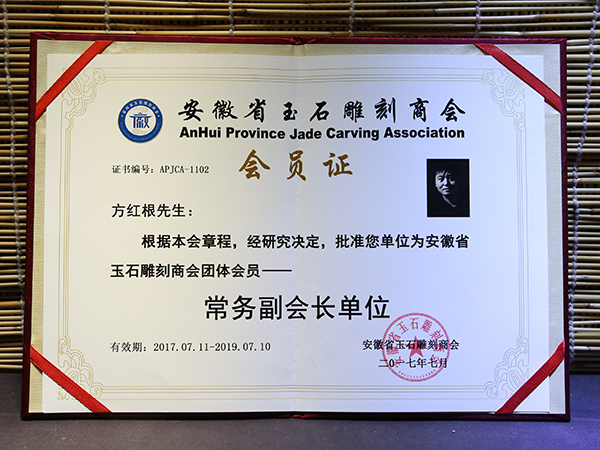 安徽省玉石雕刻商会
AnHui Province Jade Carving Association
会员证
证书编号：APJCA-1102
方红根先生：
根据本会章程，经研究决定，批准您单位为安徽省
玉石雕刻商会团体会员——
常务副会长单位
有效期：2017.07.11-2019.07.10
安徽省玉石雕刻商会
二〇一七年七月